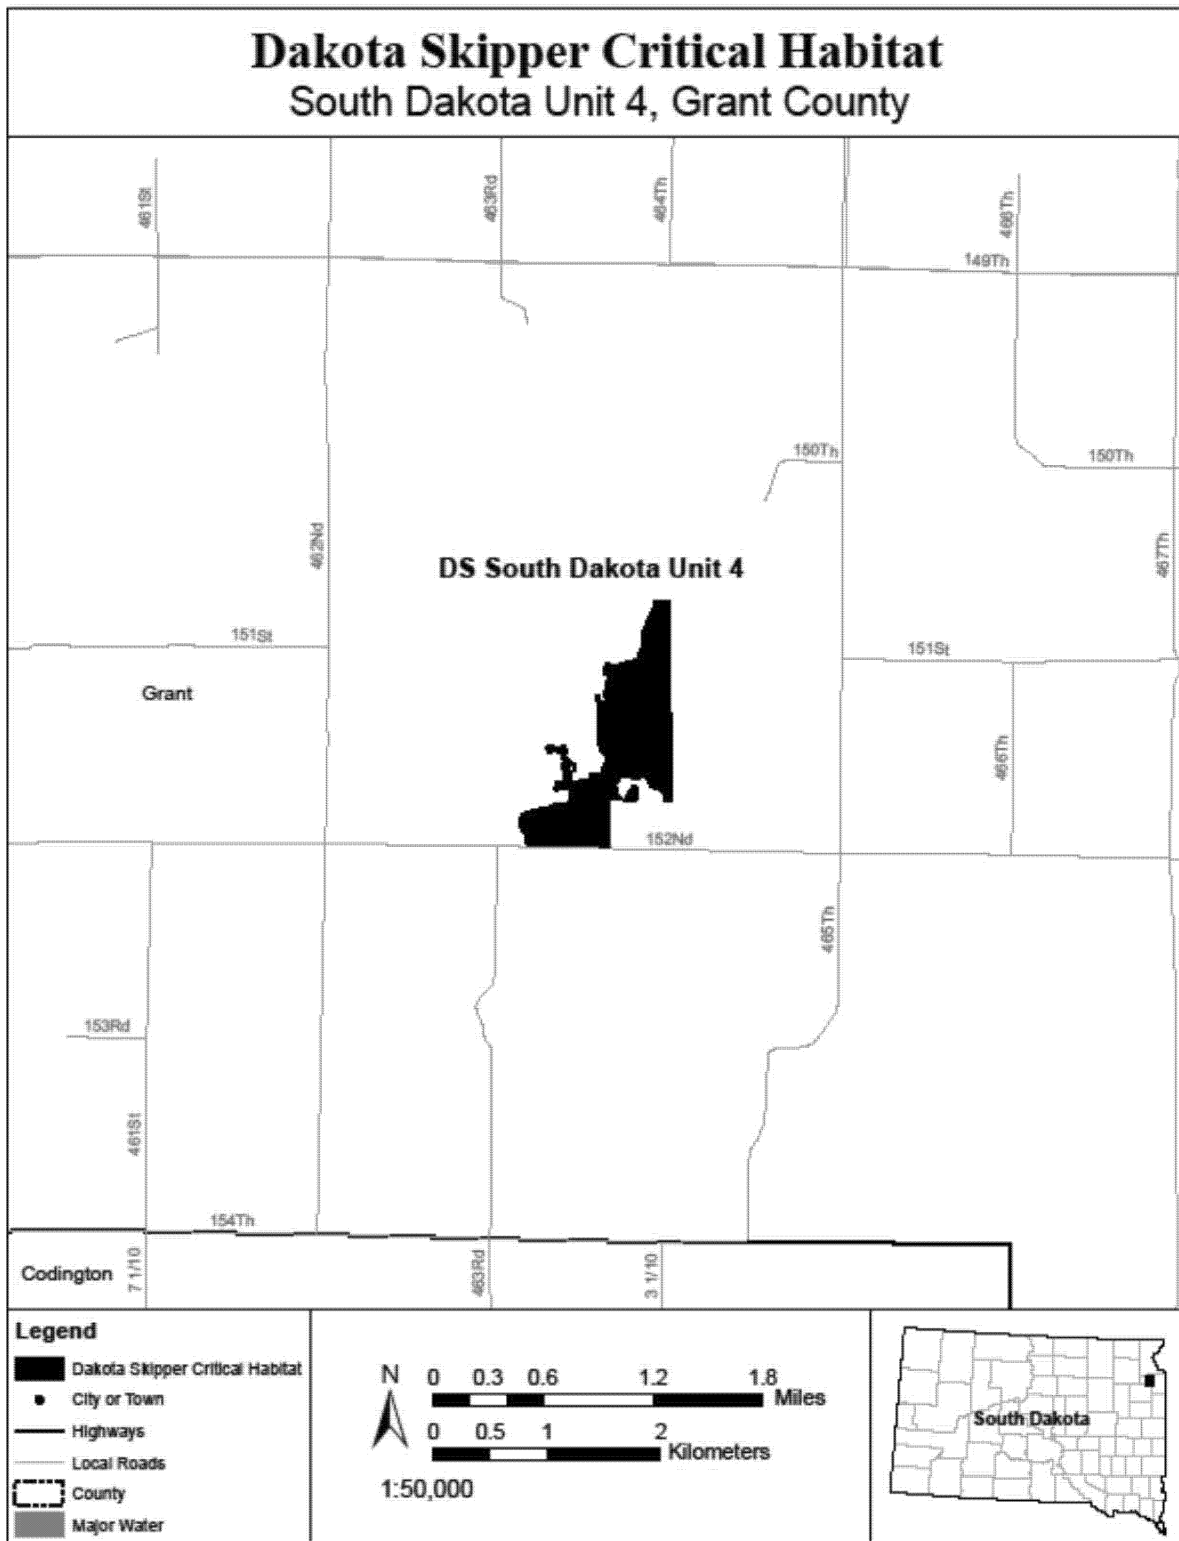 Dakota Skipper Critical Habitat
South Dakota Unit 4, Grant County
461St
463Rd
464Th
466Th
149Th
150Th
150Th
462Nd
467Th
DS South Dakota Unit 4
151St
151St
Grant
466Th
152Nd
465Th
153Rd
461St
154Th
Codington
7 1/10
463Rd
3 1/10
Legend
Dakota Skipper Critical Habitat
City or Town
Highways
Local Roads
County
Major Water
N
0 0.3 0.6 1.2 1.8
Miles
0 0.5 1 2
Kilometers
1:50,000
South Dakota